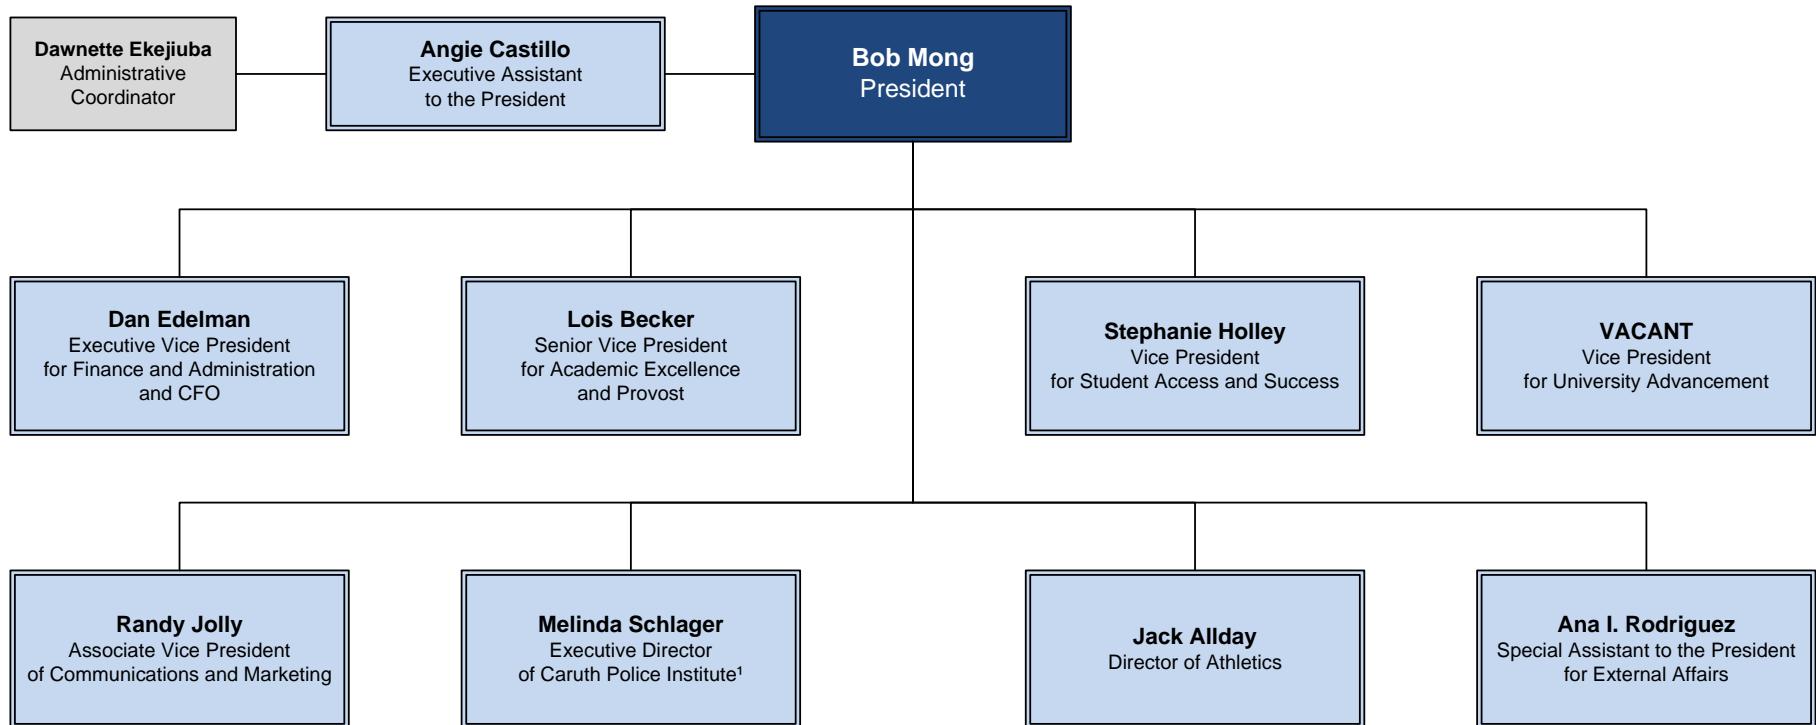 Dawnette Ekejiuba
Administrative
Coordinator
Angie Castillo
Executive Assistant
to the President
Bob Mong
President
Dan Edelman
Executive Vice President
for Finance and Administration
and CFO
Lois Becker
Senior Vice President
for Academic Excellence
and Provost
Stephanie Holley
Vice President
for Student Access and Success
VACANT
Vice President
for University Advancement
Randy Jolly
Associate Vice President
of Communications and Marketing
Melinda Schlager
Executive Director
of Caruth Police Institute¹
Jack Allday
Director of Athletics
Ana I. Rodriguez
Special Assistant to the President
for External Affairs